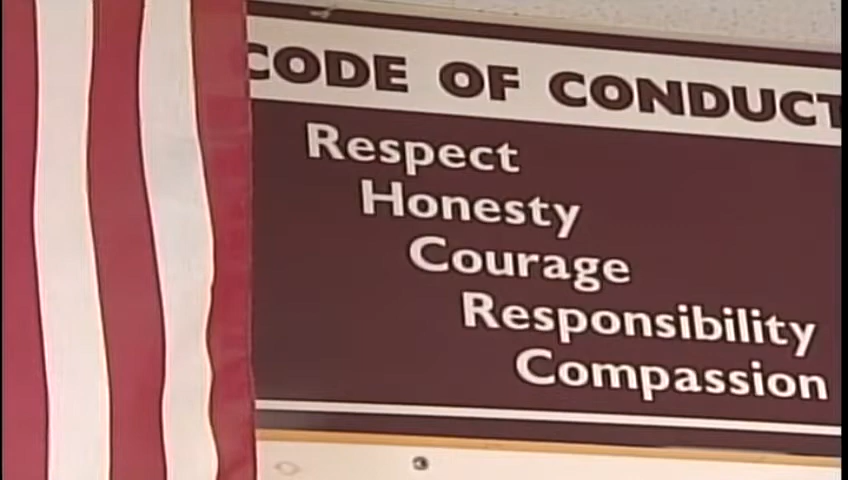 CODE OF CONDUCT
Respect
Honesty
Courage
Responsibility
Compassion